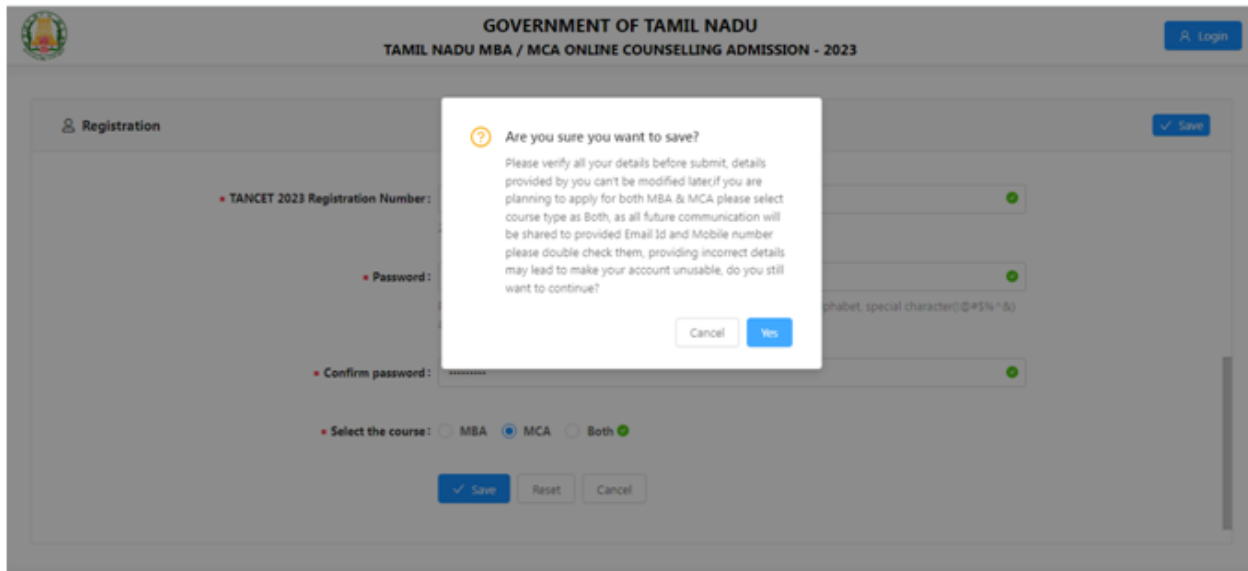 GOVERNMENT OF TAMIL NADU
TAMIL NADU MBA / MCA ONLINE COUNSELLING ADMISSION - 2023
Login
Registration
Save
Are you sure you want to save?
Please verify all your details before submit, details
provided by you can't be modified later,if you are
planning to apply for both MBA & MCA please select
course type as Both, as all future communication will
be shared to provided Email Id and Mobile number
please double check them, providing incorrect details
may lead to make your account unusable, do you still
want to continue?
Cancel Yes
* TANCET 2023 Registration Number :
* Password :
phabet, special character(!@#$%^&)
* Confirm password : ·········
* Select the course : MBA MCA Both
Save Reset Cancel